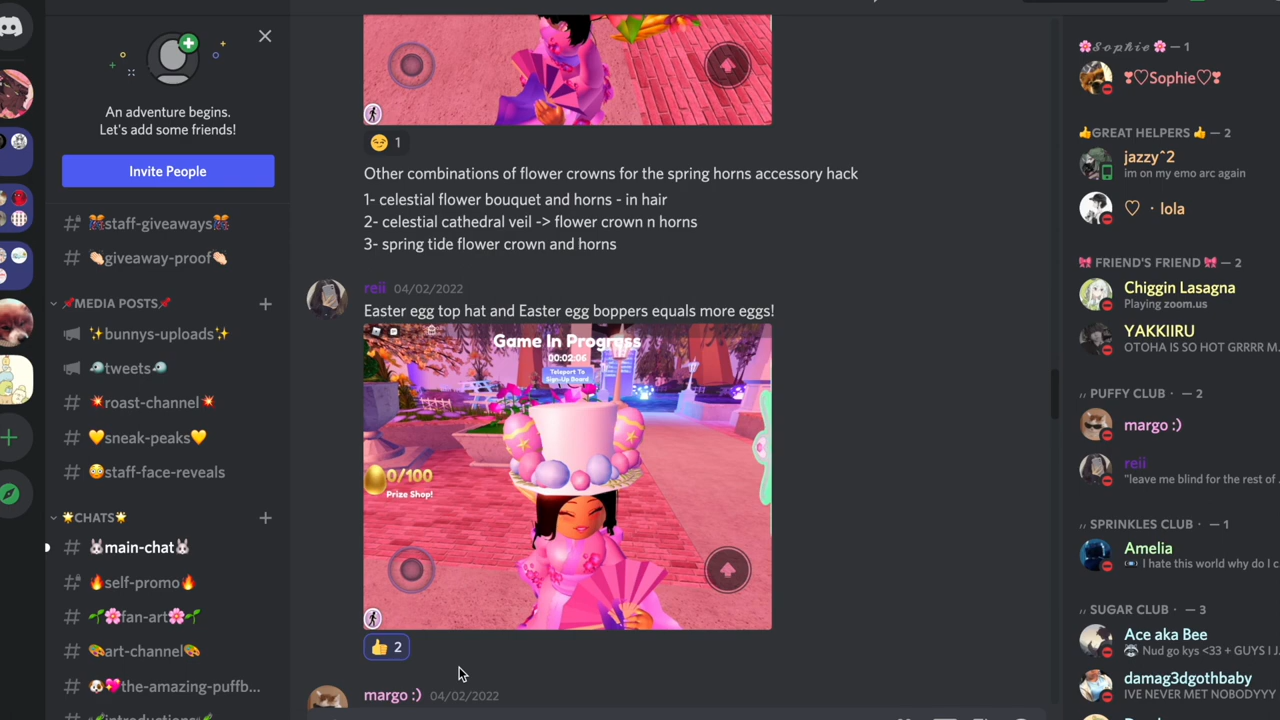 An adventure begins.
Let's add some friends!
Invite People
staff-giveaways
giveaway-proof
MEDIA POSTS
bunnys-uploads
tweets
roast-channel
sneak-peaks
staff-face-reveals
CHATS
main-chat
self-promo
fan-art
art-channel
the-amazing-puffb...
1
Other combinations of flower crowns for the spring horns accessory hack
1- celestial flower bouquet and horns - in hair
2- celestial cathedral veil -> flower crown n horns
3- spring tide flower crown and horns
reii 04/02/2022
Easter egg top hat and Easter egg boppers equals more eggs!
Game In Progress
00:02:06
Teleport To
Sign-Up Board
0/100
Prize Shop!
2
margo :) 04/02/2022
🌸𝓢𝓸𝓹𝓱𝓲𝓮🌸 — 1
❣♡Sophie♡❣
👍GREAT HELPERS👍 — 2
jazzy^2
im on my emo arc again
♡ · lola
🎀 FRIEND'S FRIEND 🎀 — 2
Chiggin Lasagna
Playing zoom.us
YAKKIIRU
OTOHA IS SO HOT GRRRR M
,, PUFFY CLUB · — 2
margo :)
reii
"leave me blind for the rest of
,, SPRINKLES CLUB · — 1
Amelia
I hate this world why do I c
,, SUGAR CLUB · — 3
Ace aka Bee
Nud go kys <33 + GUYS I J
damag3dgothbaby
IVE NEVER MET NOBODYYY